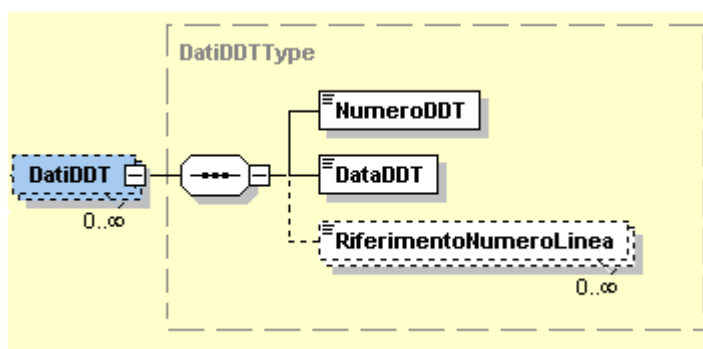 DatiDDTType
NumeroDDT
DatiDDT
DataDDT
0..∞
RiferimentoNumeroLinea
0..∞